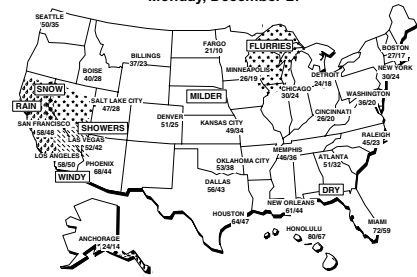 SEATTLE
50/35
BILLINGS
37/23
BOISE
40/28
FARGO
21/10
FLURRIES
MINNEAPOLIS
26/19
DETROIT
24/18
BOSTON
27/17
NEW YORK
30/24
SNOW
RAIN
SALT LAKE CITY
47/28
MILDER
CHICAGO
30/24
WASHINGTON
36/20
SAN FRANCISCO
58/48
SHOWERS
DENVER
51/25
KANSAS CITY
49/34
CINCINNATI
26/20
LAS VEGAS
52/42
RALEIGH
45/23
LOS ANGELES
58/50
PHOENIX
68/44
OKLAHOMA CITY
53/38
MEMPHIS
46/36
ATLANTA
51/32
WINDY
DALLAS
56/43
DRY
HOUSTON
64/47
NEW ORLEANS
61/44
MIAMI
72/59
ANCHORAGE
24/14
HONOLULU
80/67